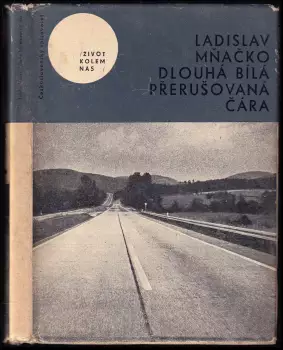 /ŽIVOT
KOLEM
NÁS/
LADISLAV
MŇAČKO
DLOUHÁ BÍLÁ
PŘERUŠOVANÁ
ČÁRA